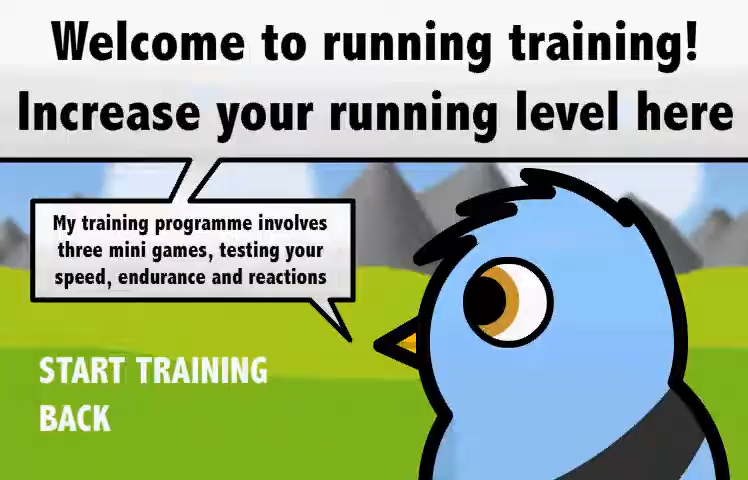 Welcome to running training!
Increase your running level here
My training programme involves
three mini games, testing your
speed, endurance and reactions
START TRAINING
BACK